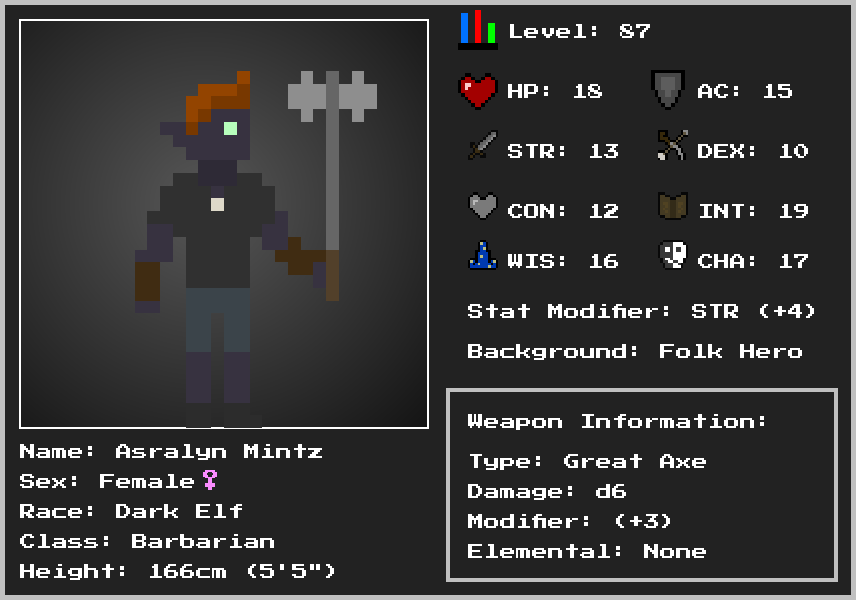 Level: 87
HP: 18
AC: 15
STR: 13
DEX: 10
CON: 12
INT: 19
WIS: 16
CHA: 17
Stat Modifier: STR (+4)
Background: Folk Hero
Weapon Information:
Type: Great Axe
Damage: d6
Modifier: (+3)
Elemental: None
Name: Asralyn Mintz
Sex: Female♀
Race: Dark Elf
Class: Barbarian
Height: 166cm (5'5")